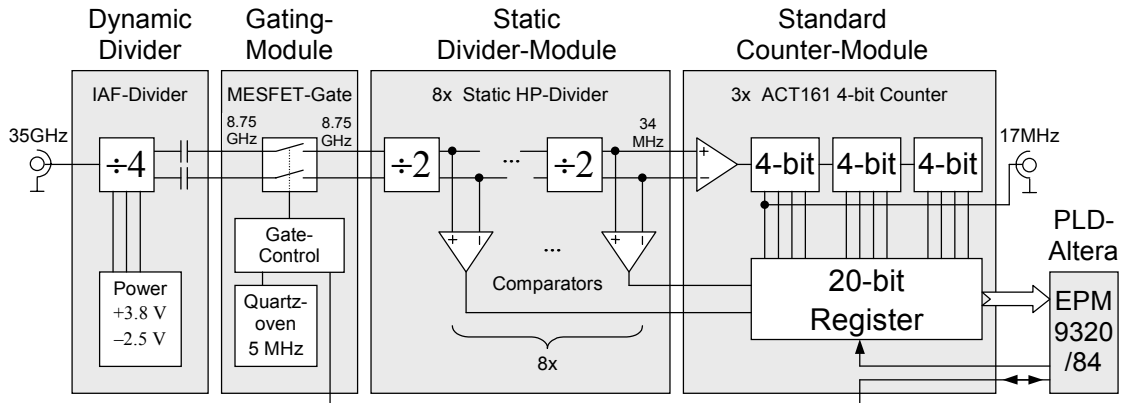 Dynamic
Divider
Gating-
Module
Static
Divider-Module
Standard
Counter-Module
IAF-Divider
MESFET-Gate
8x Static HP-Divider
3x ACT161 4-bit Counter
35GHz
8.75
GHz
8.75
GHz
34
MHz
17MHz
÷4
÷2
...
÷2
+
–
4-bit
4-bit
4-bit
Gate-
Control
+ –
...
+ –
Comparators
PLD-
Altera
Power
+3.8 V
–2.5 V
Quartz-
oven
5 MHz
20-bit
Register
EPM
9320
/84
8x